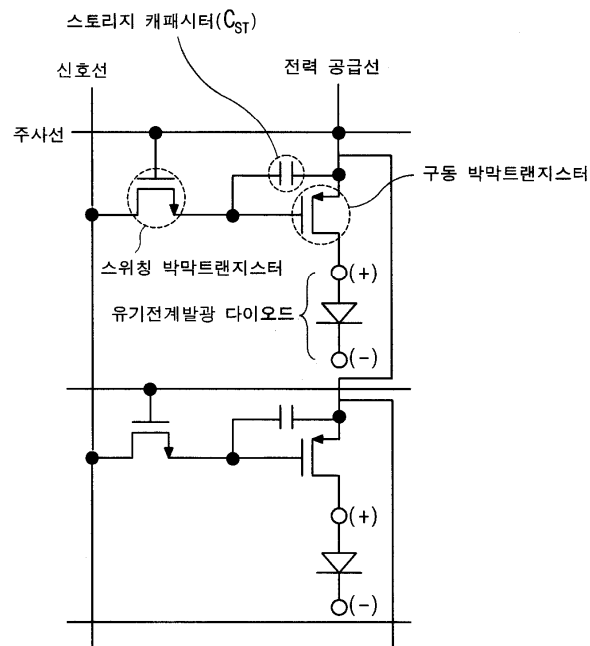 스토리지 캐패시터(C_ST)
신호선
전력 공급선
주사선
구동 박막트랜지스터
스위칭 박막트랜지스터
(+)
유기전계발광 다이오드
(-)
(+)
(-)